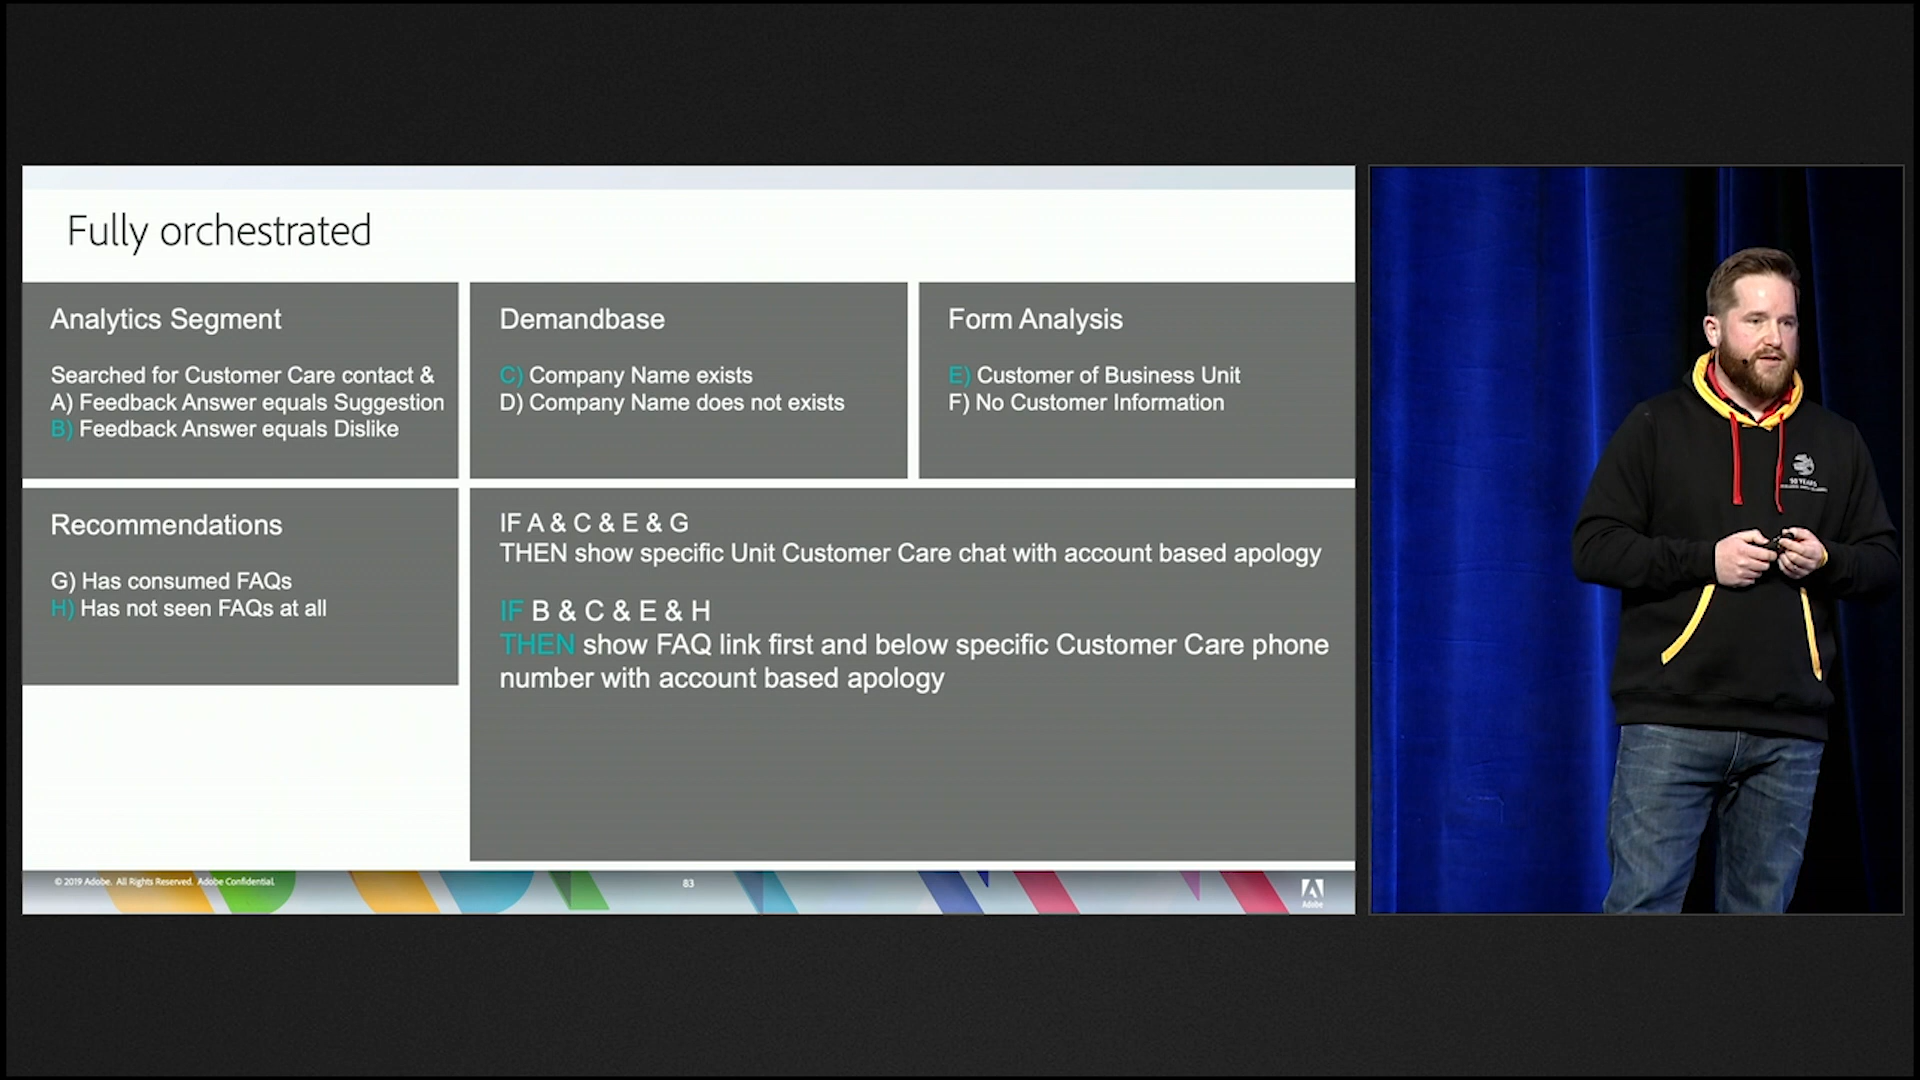 Fully orchestrated
Analytics Segment
Searched for Customer Care contact &
A) Feedback Answer equals Suggestion
B) Feedback Answer equals Dislike
Demandbase
C) Company Name exists
D) Company Name does not exists
Form Analysis
E) Customer of Business Unit
F) No Customer Information
Recommendations
G) Has consumed FAQs
H) Has not seen FAQs at all
IF A & C & E & G
THEN show specific Unit Customer Care chat with account based apology
IF B & C & E & H
THEN show FAQ link first and below specific Customer Care phone
number with account based apology
© 2019 Adobe. All Rights Reserved. Adobe Confidential.
83
Adobe
50 YEARS